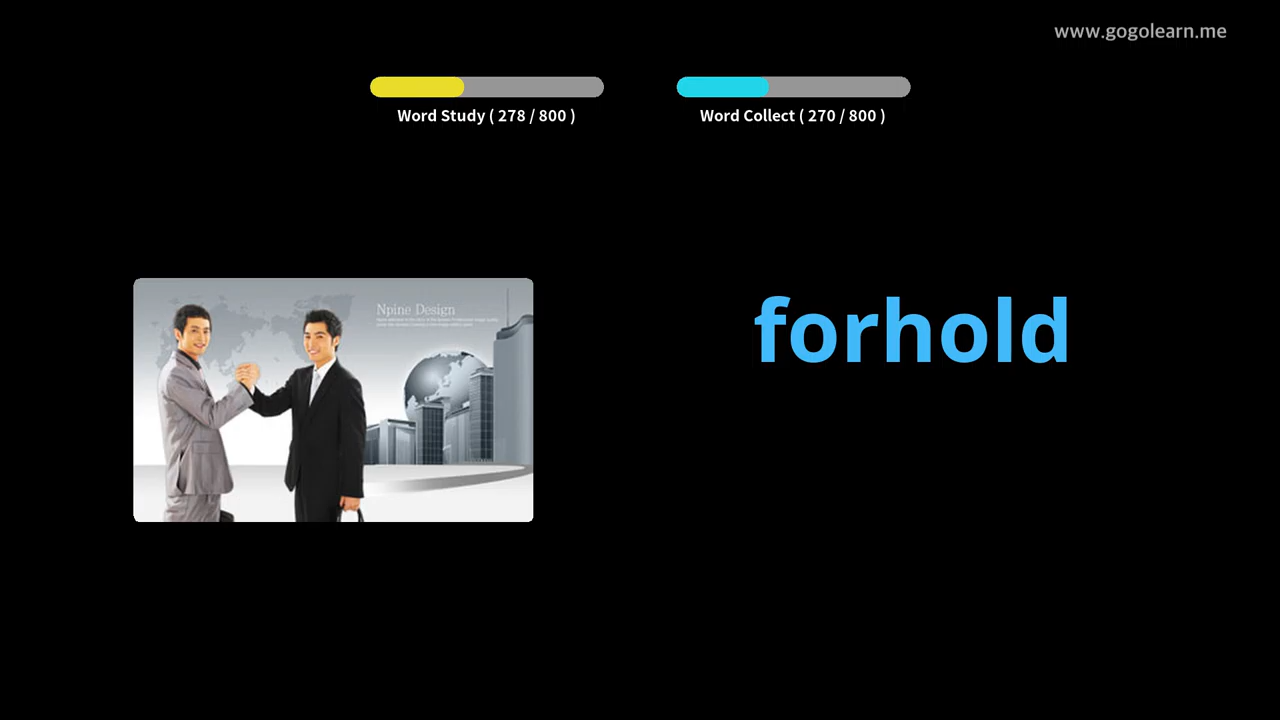 www.gogolearn.me
Word Study ( 278 / 800 )
Word Collect ( 270 / 800 )
Npine Design
forhold